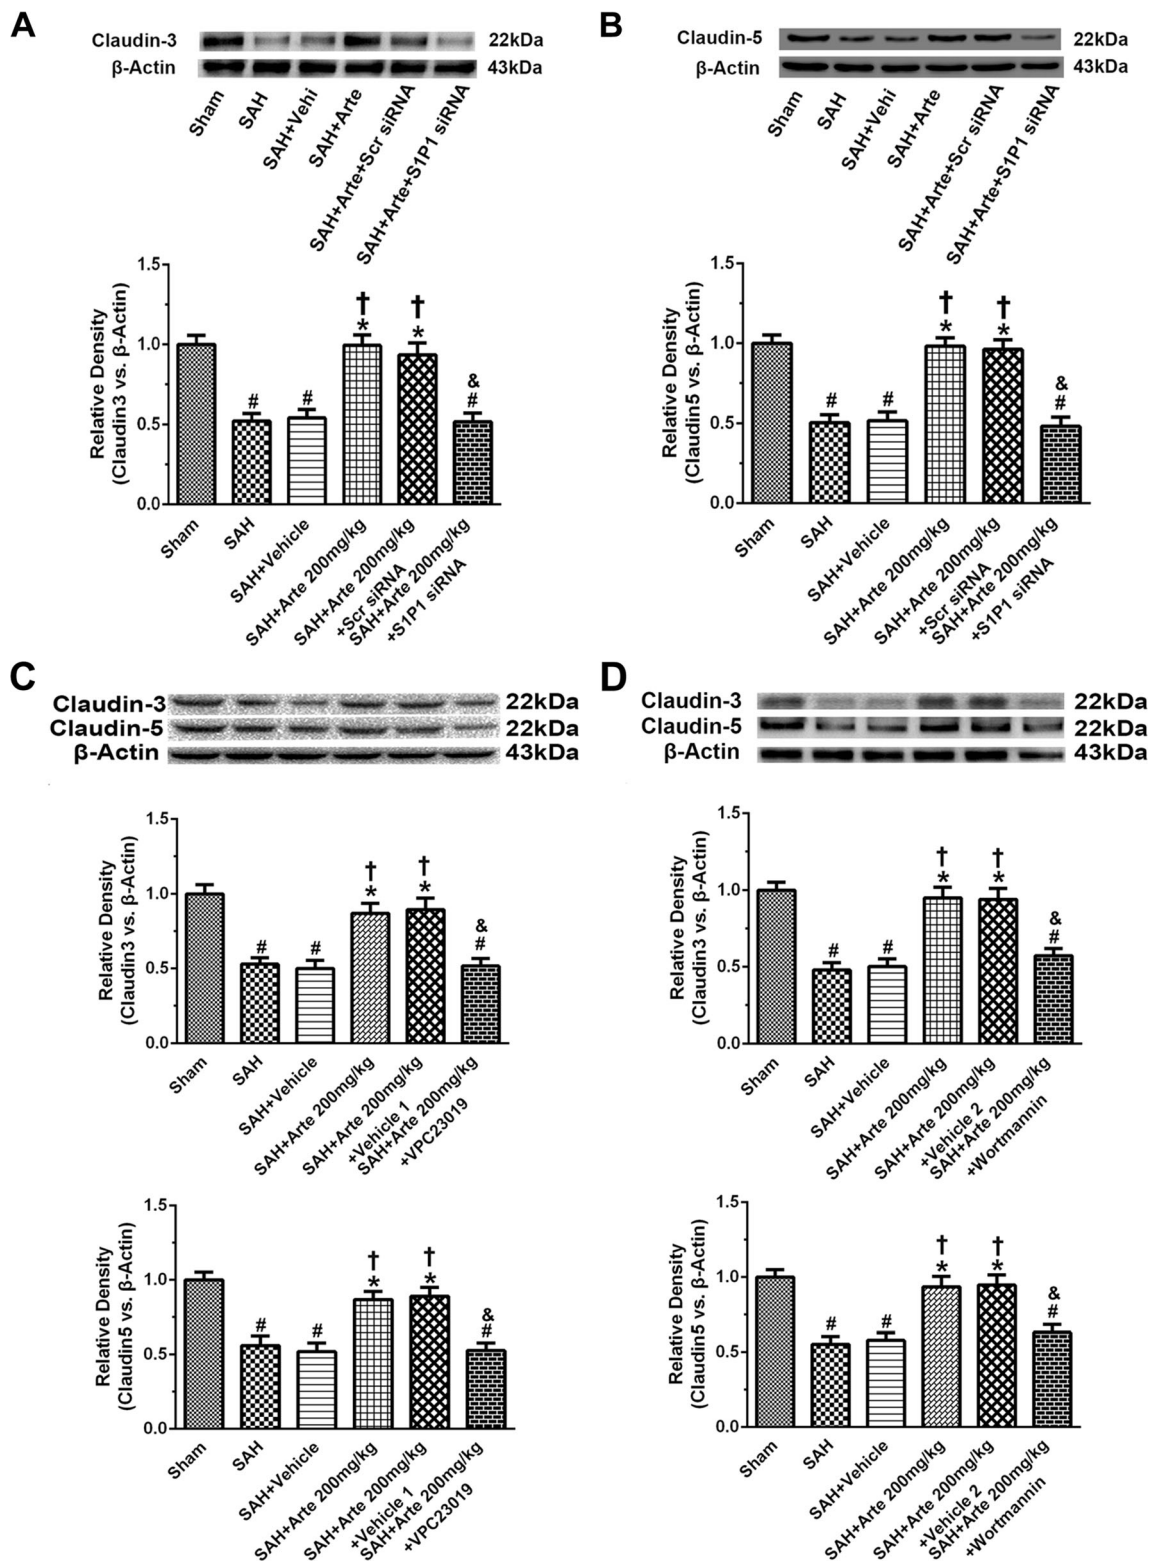 A
Claudin-3
22kDa
β-Actin
43kDa
Sham
SAH
SAH+Vehi
SAH+Arte
SAH+Arte+Scr siRNA
SAH+Arte+S1P1 siRNA
Relative Density
(Claudin3 vs. β-Actin)
1.5
1.0
0.5
0.0
#
#
†
*
†
*
&
#
Sham
SAH
SAH+Vehicle
SAH+Arte 200mg/kg
SAH+Arte 200mg/kg
+Scr siRNA
SAH+Arte 200mg/kg
+S1P1 siRNA
B
Claudin-5
22kDa
β-Actin
43kDa
Sham
SAH
SAH+Vehi
SAH+Arte
SAH+Arte+Scr siRNA
SAH+Arte+S1P1 siRNA
Relative Density
(Claudin5 vs. β-Actin)
1.5
1.0
0.5
0.0
#
#
†
*
†
*
&
#
Sham
SAH
SAH+Vehicle
SAH+Arte 200mg/kg
SAH+Arte 200mg/kg
+Scr siRNA
SAH+Arte 200mg/kg
+S1P1 siRNA
C
Claudin-3
22kDa
Claudin-5
22kDa
β-Actin
43kDa
Relative Density
(Claudin3 vs. β-Actin)
1.5
1.0
0.5
0.0
#
#
†
*
†
*
&
#
Sham
SAH
SAH+Vehicle
SAH+Arte 200mg/kg
SAH+Arte 200mg/kg
+Vehicle 1
SAH+Arte 200mg/kg
+VPC23019
Relative Density
(Claudin5 vs. β-Actin)
1.5
1.0
0.5
0.0
#
#
†
*
†
*
&
#
Sham
SAH
SAH+Vehicle
SAH+Arte 200mg/kg
SAH+Arte 200mg/kg
+Vehicle 1
SAH+Arte 200mg/kg
+VPC23019
D
Claudin-3
22kDa
Claudin-5
22kDa
β-Actin
43kDa
Relative Density
(Claudin3 vs. β-Actin)
1.5
1.0
0.5
0.0
#
#
†
*
†
*
&
#
Sham
SAH
SAH+Vehicle
SAH+Arte 200mg/kg
SAH+Arte 200mg/kg
+Vehicle 2
SAH+Arte 200mg/kg
+Wortmannin
Relative Density
(Claudin5 vs. β-Actin)
1.5
1.0
0.5
0.0
#
#
†
*
†
*
&
#
Sham
SAH
SAH+Vehicle
SAH+Arte 200mg/kg
SAH+Arte 200mg/kg
+Vehicle 2
SAH+Arte 200mg/kg
+Wortmannin